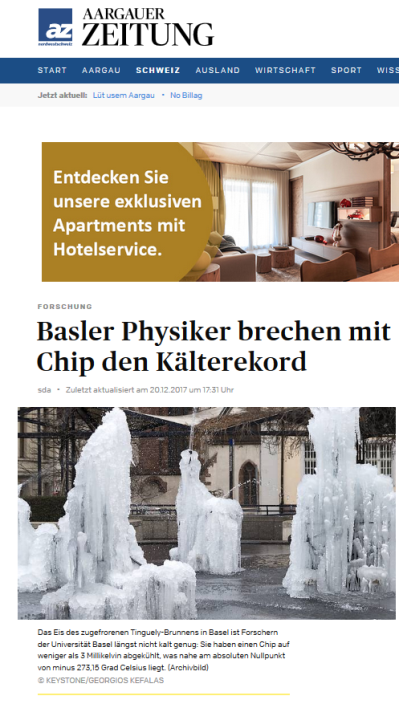 az
nordwestschweiz
AARGAUER
ZEITUNG
START AARGAU SCHWEIZ AUSLAND WIRTSCHAFT SPORT WISS
Jetzt aktuell: Lüt usem Aargau • No Billag
Entdecken Sie
unsere exklusiven
Apartments mit
Hotelservice.
FORSCHUNG
Basler Physiker brechen mit
Chip den Kälterekord
sda • Zuletzt aktualisiert am 20.12.2017 um 17:31 Uhr
Das Eis des zugefrorenen Tinguely-Brunnens in Basel ist Forschern
der Universität Basel längst nicht kalt genug: Sie haben einen Chip auf
weniger als 3 Millikelvin abgekühlt, was nahe am absoluten Nullpunkt
von minus 273,15 Grad Celsius liegt. (Archivbild)
© KEYSTONE/GEORGIOS KEFALAS